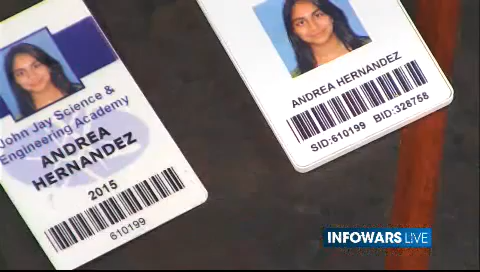 John Jay Science &
Engineering Academy
ANDREA
HERNANDEZ
2015
610199
ANDREA HERNANDEZ
SID:610199 BID:328758
INFOWARS LIVE